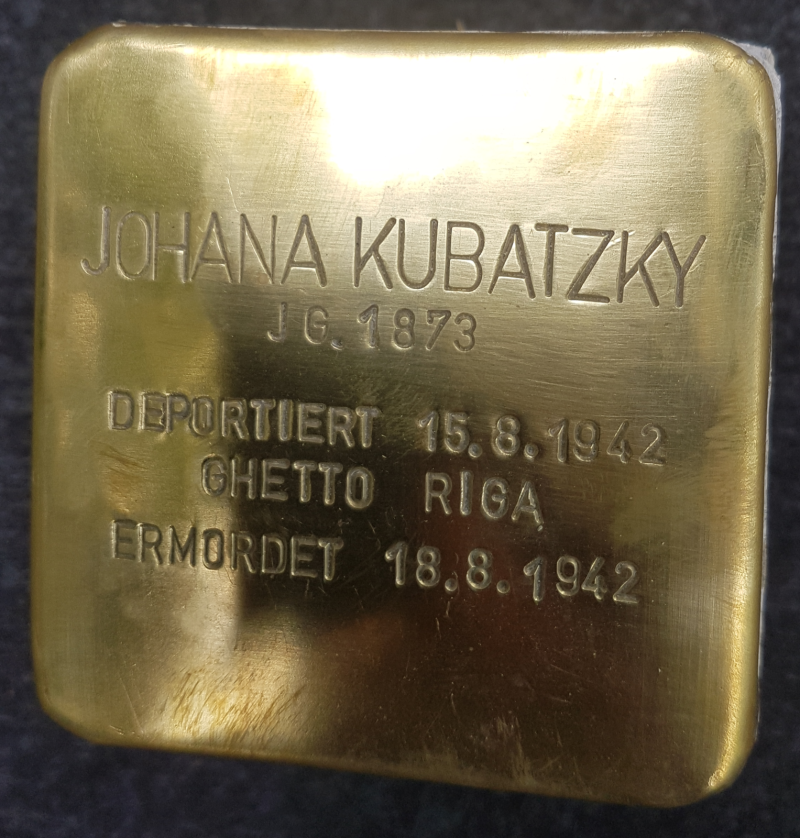 JOHANA KUBATZKY
JG. 1873
DEPORTIERT 15.8.1942
GHETTO RIGA
ERMORDET 18.8.1942